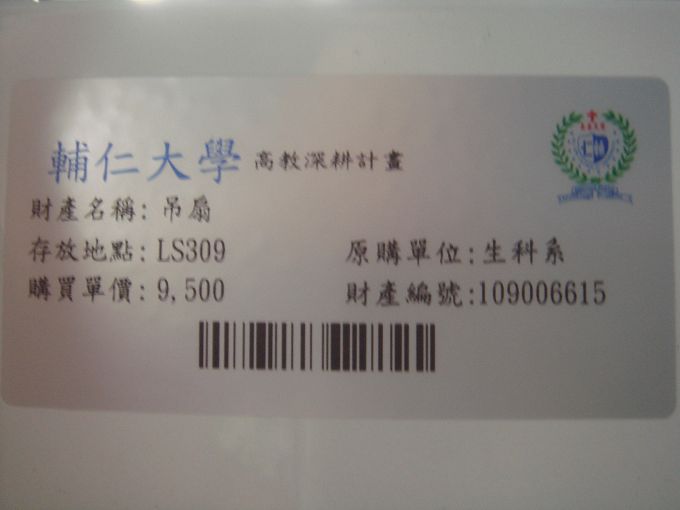 輔仁大學 高教深耕計畫
財產名稱: 吊扇
存放地點: LS309 原購單位:生科系
購買單價: 9,500 財產編號:109006615